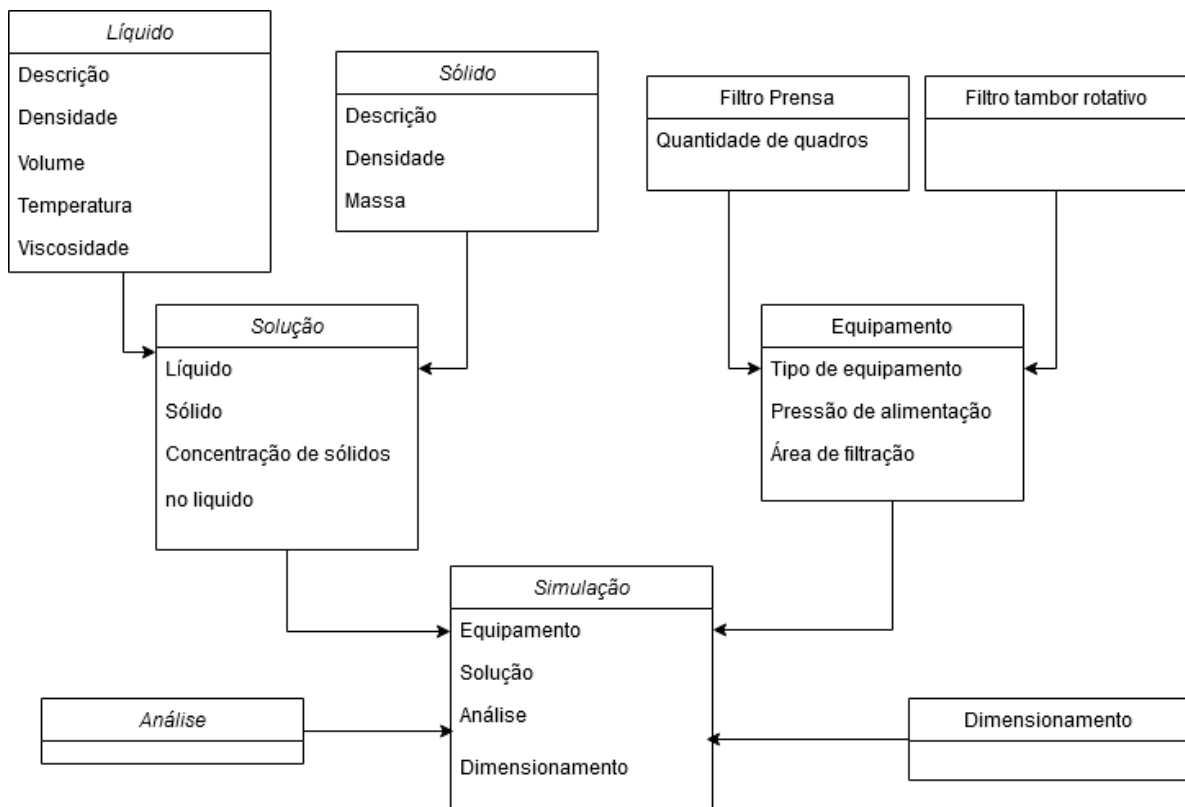 Líquido
Descrição
Densidade
Volume
Temperatura
Viscosidade
Sólido
Descrição
Densidade
Massa
Filtro Prensa
Quantidade de quadros
Filtro tambor rotativo
Solução
Líquido
Sólido
Concentração de sólidos
no liquido
Equipamento
Tipo de equipamento
Pressão de alimentação
Área de filtração
Simulação
Equipamento
Solução
Análise
Dimensionamento
Análise
Dimensionamento